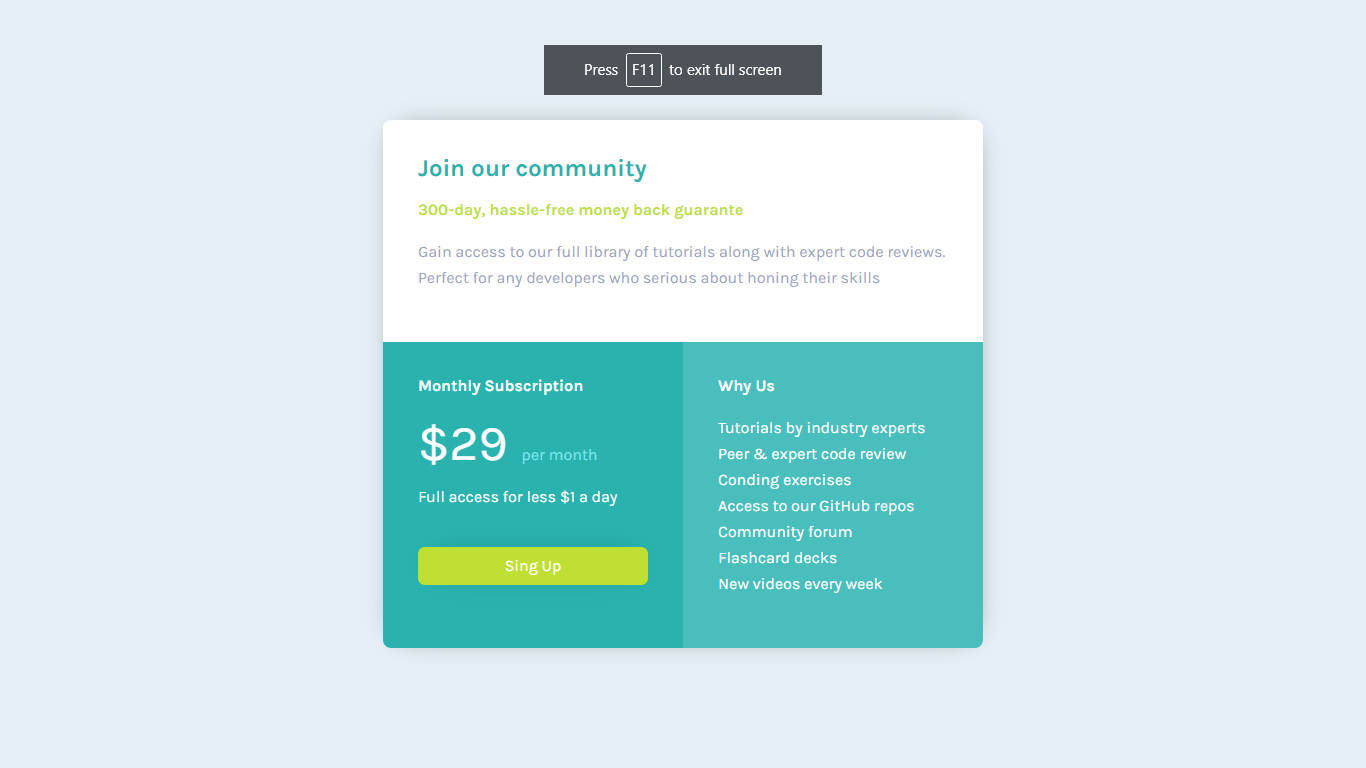 Press F11 to exit full screen
Join our community
300-day, hassle-free money back guarante
Gain access to our full library of tutorials along with expert code reviews.
Perfect for any developers who serious about honing their skills
Monthly Subscription
$29 per month
Full access for less $1 a day
Sing Up
Why Us
Tutorials by industry experts
Peer & expert code review
Conding exercises
Access to our GitHub repos
Community forum
Flashcard decks
New videos every week